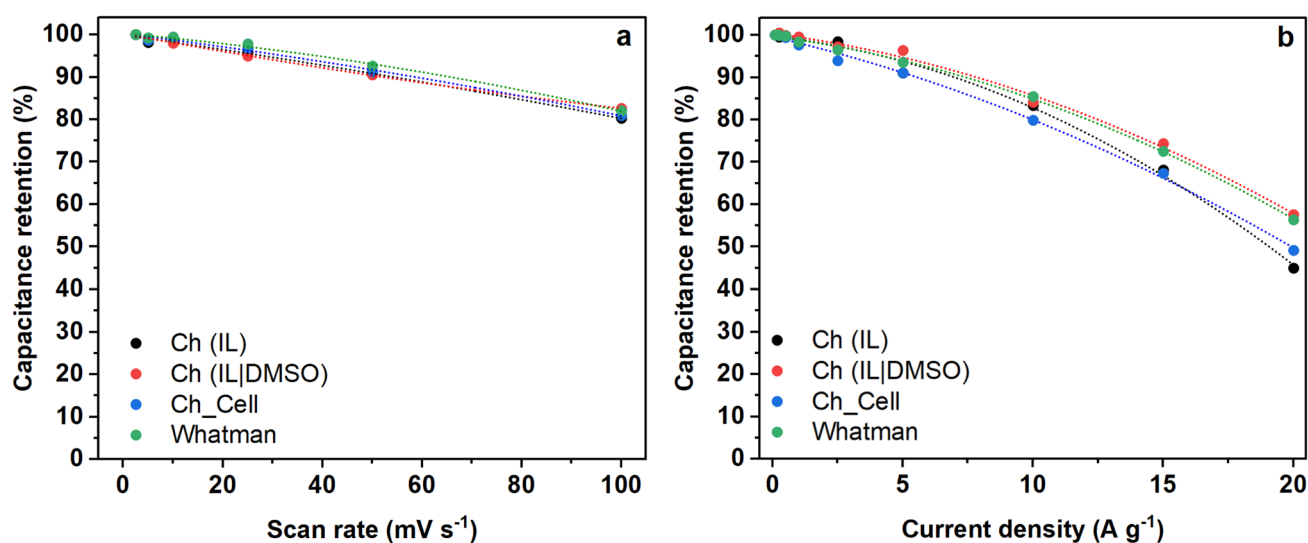 a
Capacitance retention (%)
100
90
80
70
60
50
40
30
20
10
0
Ch (IL)
Ch (IL|DMSO)
Ch_Cell
Whatman
0 20 40 60 80 100
Scan rate (mV s⁻¹)
b
Capacitance retention (%)
100
90
80
70
60
50
40
30
20
10
0
Ch (IL)
Ch (IL|DMSO)
Ch_Cell
Whatman
0 5 10 15 20
Current density (A g⁻¹)